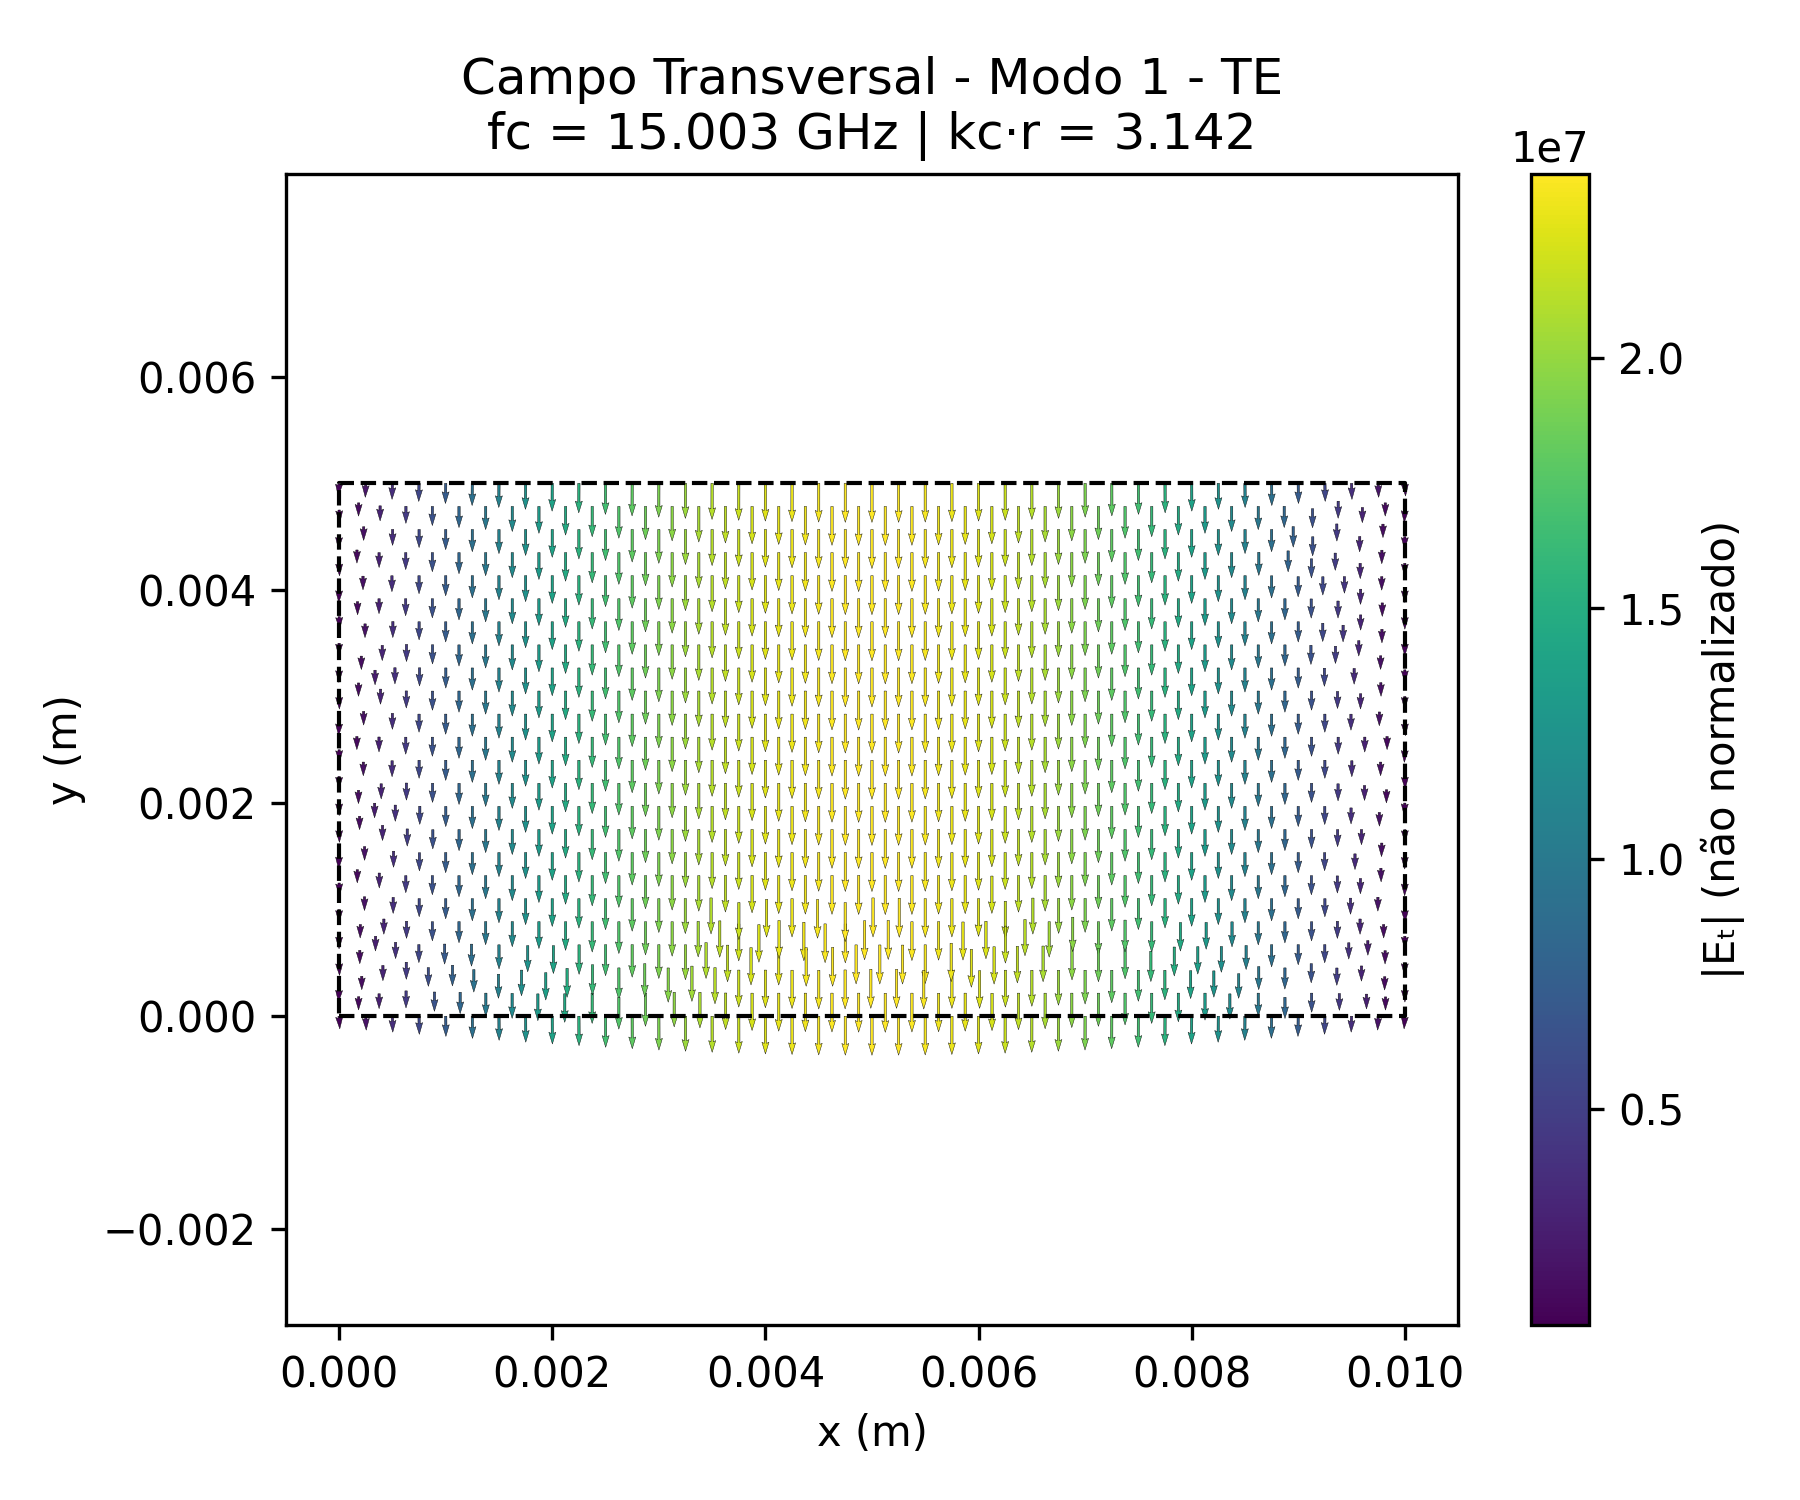 Campo Transversal - Modo 1 - TE
fc = 15.003 GHz | kc·r = 3.142
1e7
0.006
0.004
0.002
0.000
−0.002
y (m)
0.000 0.002 0.004 0.006 0.008 0.010
x (m)
2.0
1.5
1.0
0.5
|Eₜ| (não normalizado)